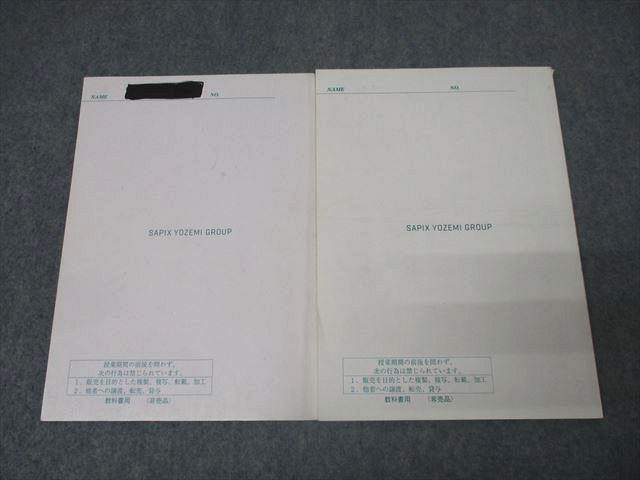 NAME NO.
SAPIX YOZEMI GROUP
授業期間の前後を問わず、
次の行為は禁じられています。
1．販売を目的とした複製、複写、転載、加工
2．他者への譲渡、転売、貸与
教科書用 （非売品）
NAME NO.
SAPIX YOZEMI GROUP
授業期間の前後を問わず、
次の行為は禁じられています。
1．販売を目的とした複製、複写、転載、加工
2．他者への譲渡、転売、貸与
教科書用 （非売品）